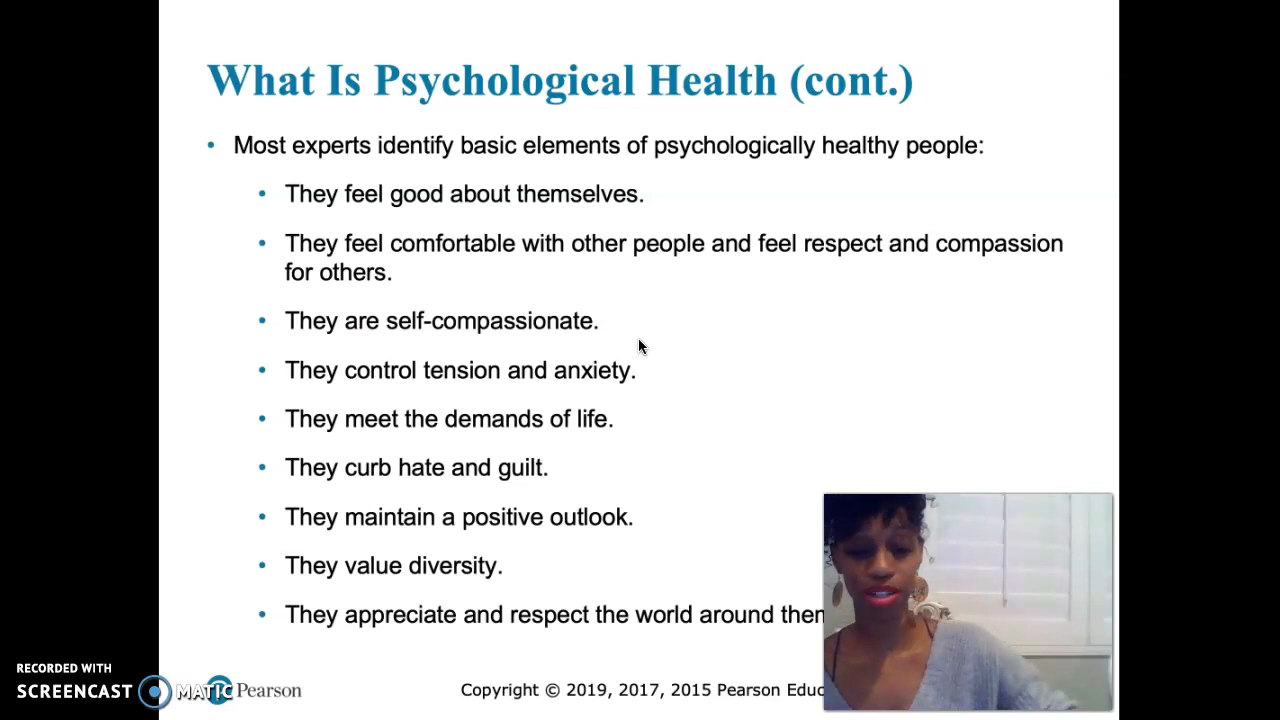 What Is Psychological Health (cont.)
• Most experts identify basic elements of psychologically healthy people:
• They feel good about themselves.
• They feel comfortable with other people and feel respect and compassion
for others.
• They are self-compassionate.
• They control tension and anxiety.
• They meet the demands of life.
• They curb hate and guilt.
• They maintain a positive outlook.
• They value diversity.
• They appreciate and respect the world around
RECORDED WITH
SCREENCAST MATIC
Pearson
Copyright © 2019, 2017, 2015 Pearson